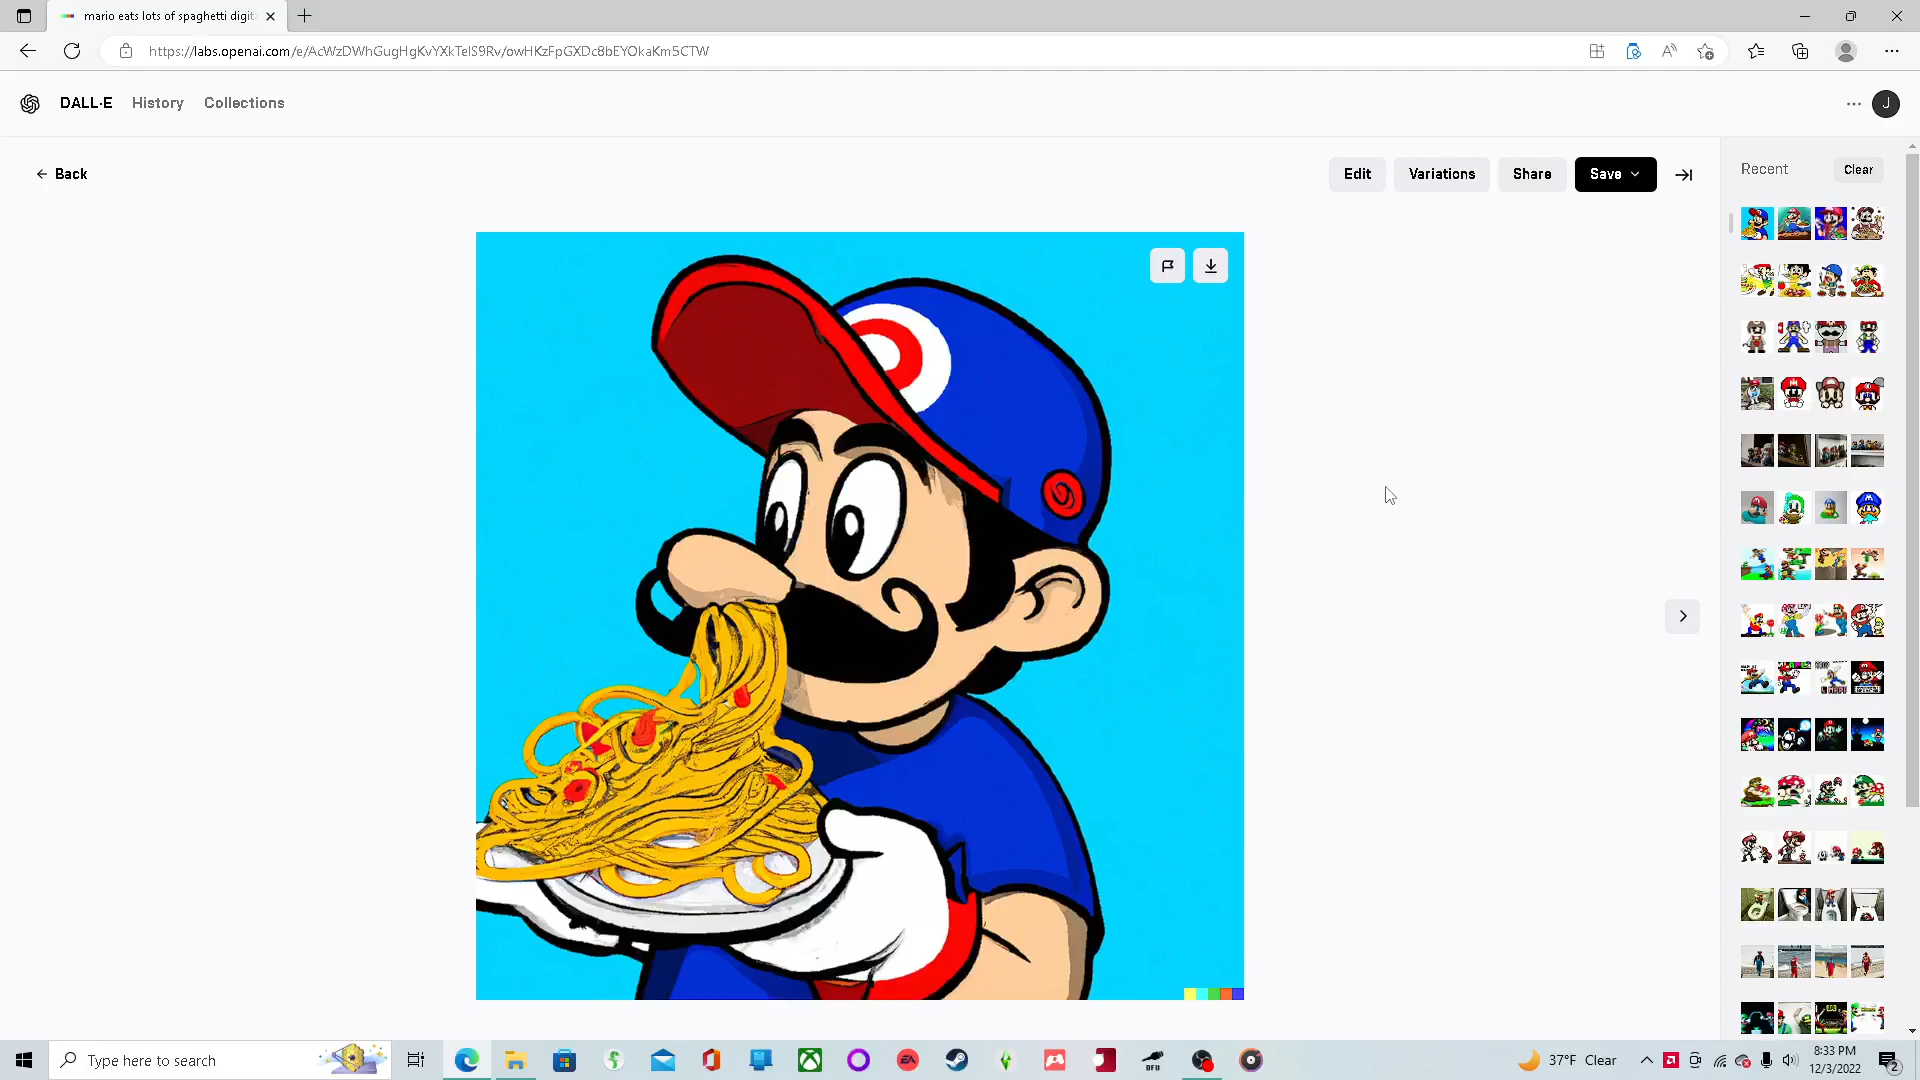 mario eats lots of spaghetti digit
https://labs.openai.com/e/AcWzDWhGugHgKvYXkTelS9Rv/owHKzFpGXDc8bEYOkaKm5CTW
DALL·E History Collections
J
Back
Edit Variations Share Save
Recent Clear
Type here to search
37°F Clear
8:33 PM
12/3/2022
2